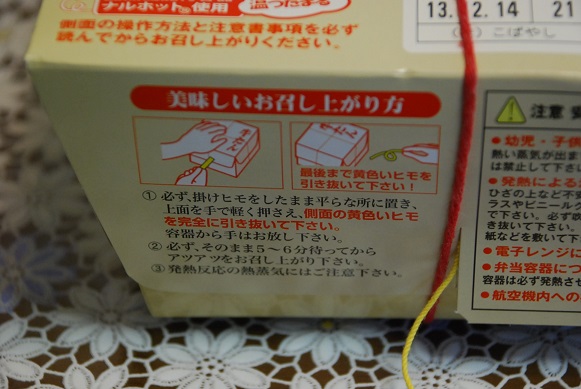 ナルホット®使用
温つたまる
側面の操作方法と注意書事項を必ず
読んでからお召し上がりください。
13. 2.14
21
こばやし
美味しいお召し上がり方
最後まで黄色いヒモを
引き抜いて下さい!
① 必ず、掛けヒモをしたまま平らな所に置き、
上面を手で軽く押さえ、側面の黄色いヒモ
を完全に引き抜いて下さい。
容器から手はお放し下さい。
② 必ず、そのまま5〜6分待ってから
アツアツをお召し上がり下さい。
③ 発熱反応の熱蒸気にはご注意下さい。
注意
●幼児・子供
熱い蒸気が出ま
は禁止して下さい
●発熱による
ひざの上など不
ラスやビニール
で下さい。必ず
紙などを敷いて下
●電子レンジに
●弁当容器につ
容器は必ず発熱さ
●航空機内への